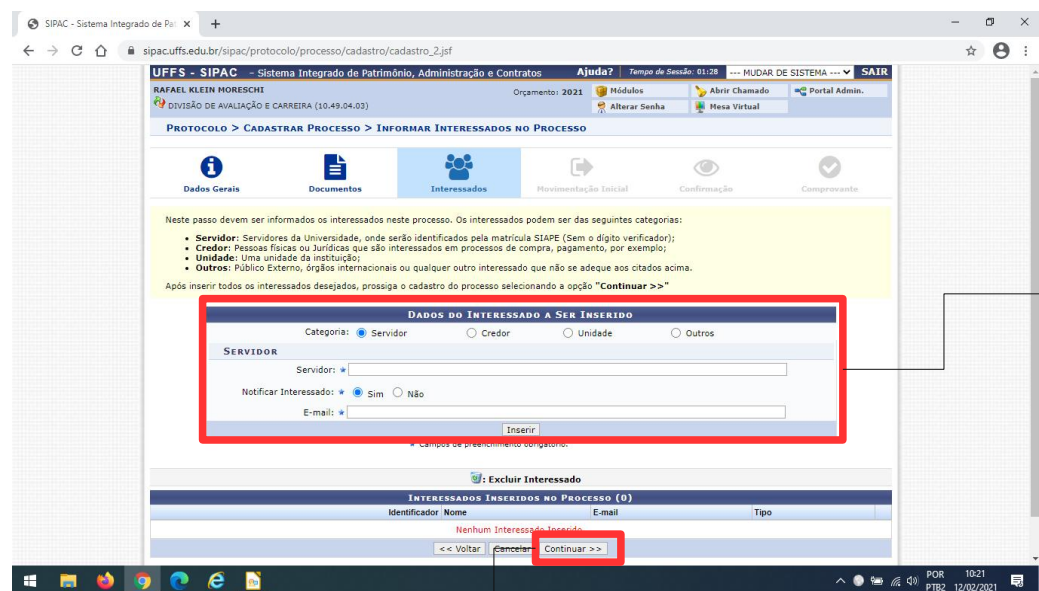 SIPAC - Sistema Integrado de Pat
sipac.uffs.edu.br/sipac/protocolo/processo/cadastro/cadastro_2.jsf
UFFS - SIPAC - Sistema Integrado de Patrimônio, Administração e Contratos Ajuda? Tempo de Sessão: 01:28 --- MUDAR DE SISTEMA --- SAIR
RAFAEL KLEIN MORESCHI Orçamento: 2021 Módulos Abrir Chamado Portal Admin.
DIVISÃO DE AVALIAÇÃO E CARREIRA (10.49.04.03) Alterar Senha Mesa Virtual
PROTOCOLO > CADASTRAR PROCESSO > INFORMAR INTERESSADOS NO PROCESSO
Dados Gerais Documentos Interessados Movimentação Inicial Confirmação Comprovante
Neste passo devem ser informados os interessados neste processo. Os interessados podem ser das seguintes categorias:
• Servidor: Servidores da Universidade, onde serão identificados pela matrícula SIAPE (Sem o dígito verificador);
• Credor: Pessoas físicas ou Jurídicas que são interessados em processos de compra, pagamento, por exemplo;
• Unidade: Uma unidade da instituição;
• Outros: Público Externo, órgãos internacionais ou qualquer outro interessado que não se adeque aos citados acima.
Após inserir todos os interessados desejados, prossiga o cadastro do processo selecionando a opção "Continuar >>"
DADOS DO INTERESSADO A SER INSERIDO
Categoria: Servidor Credor Unidade Outros
SERVIDOR
Servidor:
Notificar Interessado: Sim Não
E-mail:
Inserir
Campos de preenchimento obrigatório.
: Excluir Interessado
INTERESSADOS INSERIDOS NO PROCESSO (0)
Identificador Nome E-mail Tipo
Nenhum Interessado Inserido
<< Voltar Cancelar Continuar >>
POR 10:21
PTB2 12/02/2021